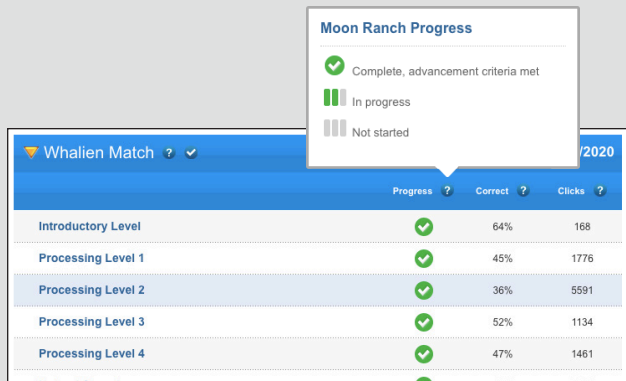 Moon Ranch Progress
Complete, advancement criteria met
In progress
Not started
Whalien Match ? /2020
Progress ? Correct ? Clicks ?
Introductory Level 64% 168
Processing Level 1 45% 1776
Processing Level 2 36% 5591
Processing Level 3 52% 1134
Processing Level 4 47% 1461